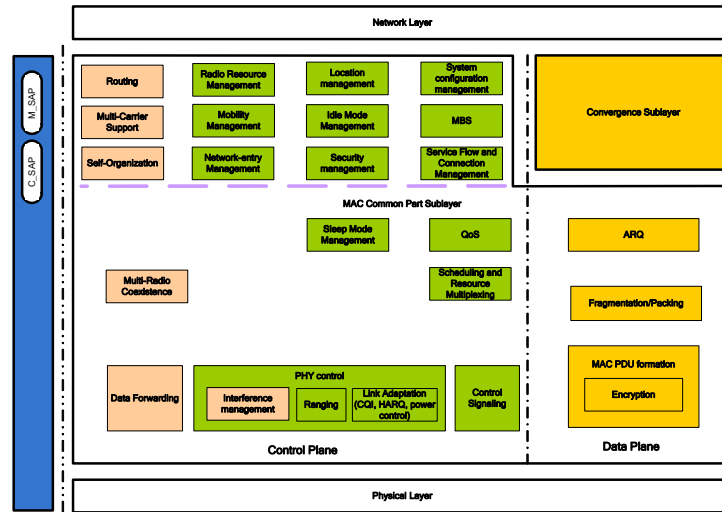 Network Layer
M_SAP
C_SAP
Routing
Radio Resource
Management
Location
management
System
configuration
management
Convergence Sublayer
Multi-Carrier
Support
Mobility
Management
Idle Mode
Management
MBS
Self-Organization
Network-entry
Management
Security
management
Service Flow and
Connection
Management
MAC Common Part Sublayer
Sleep Mode
Management
QoS
ARQ
Multi-Radio
Coexistence
Scheduling and
Resource
Multiplexing
Fragmentation/Packing
Data Forwarding
PHY control
Interference
management
Ranging
Link Adaptation
(CQI, HARQ, power
control)
Control
Signaling
MAC PDU formation
Encryption
Control Plane
Data Plane
Physical Layer